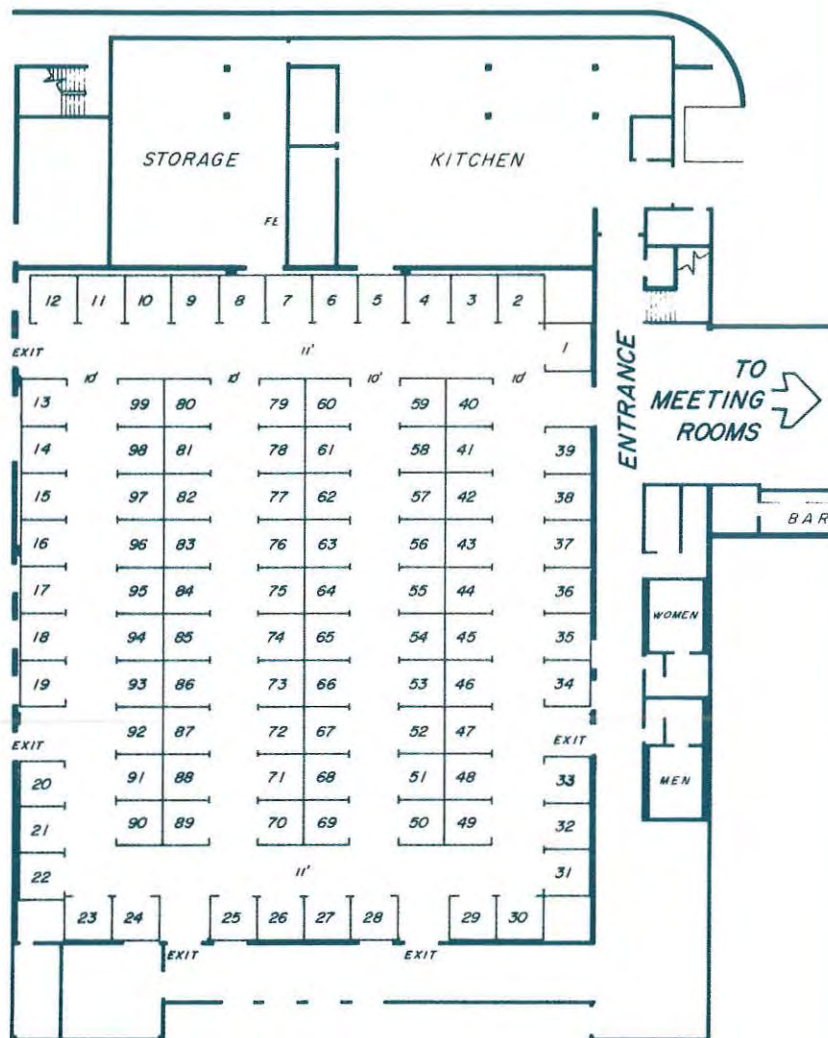 STORAGE KITCHEN
FE
12 11 10 9 8 7 6 5 4 3 2
1
EXIT 11'
10' 10' 10' 10'
ENTRANCE
TO
MEETING
ROOMS
13 99 80 79 60 59 40
14 98 81 78 61 58 41 39
15 97 82 77 62 57 42 38
BAR
16 96 83 76 63 56 43 37
17 95 84 75 64 55 44 36
WOMEN
18 94 85 74 65 54 45 35
19 93 86 73 66 53 46 34
92 87 72 67 52 47
EXIT EXIT
20 91 88 71 68 51 48 33
MEN
21 90 89 70 69 50 49 32
22 11' 31
23 24 25 26 27 28 29 30
EXIT EXIT